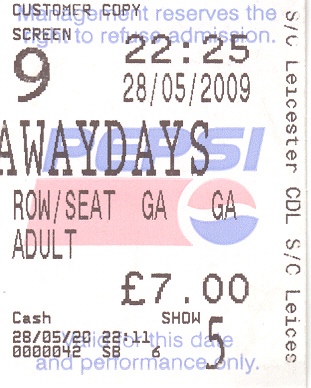 CUSTOMER COPY
Management reserves the
right to refuse admission.
SCREEN
9
22:25
28/05/2009
AWAYDAYS
PEPSI
ROW/SEAT GA GA
ADULT
£7.00
Cash SHOW 5
28/05/20 22:11
0000042 SB 6
Valid for this date
and performance only.
S/C Leicester CDL S/C Leices